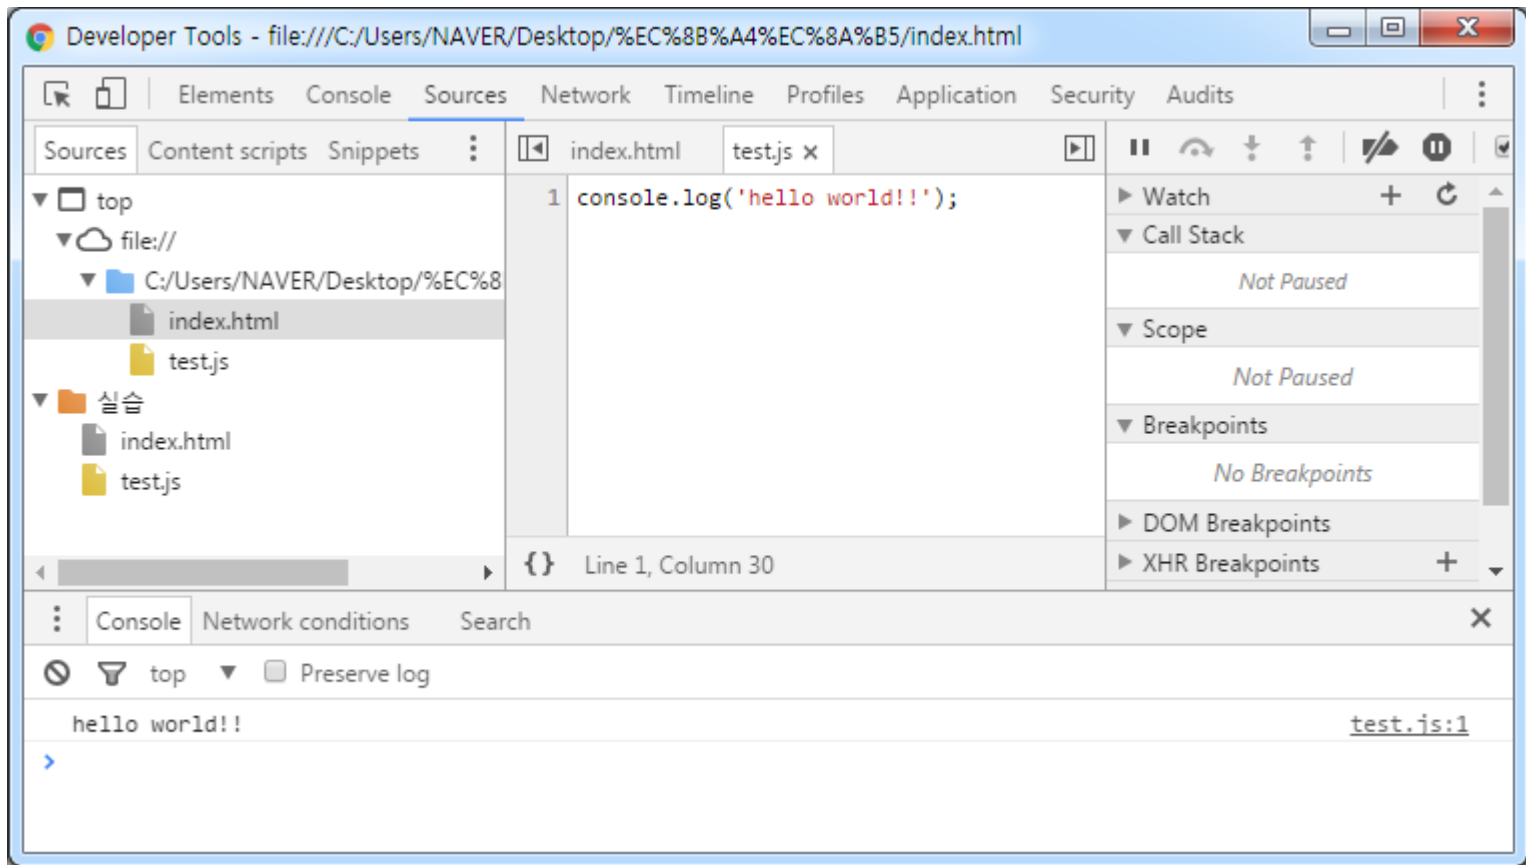 Developer Tools - file:///C:/Users/NAVER/Desktop/%EC%8B%A4%EC%8A%B5/index.html
Elements Console Sources Network Timeline Profiles Application Security Audits
Sources Content scripts Snippets
index.html test.js ×
top
file://
C:/Users/NAVER/Desktop/%EC%8
index.html
test.js
실습
index.html
test.js
1 console.log('hello world!!');
{} Line 1, Column 30
Watch
Call Stack
Not Paused
Scope
Not Paused
Breakpoints
No Breakpoints
DOM Breakpoints
XHR Breakpoints
Console Network conditions Search
top Preserve log
hello world!! test.js:1